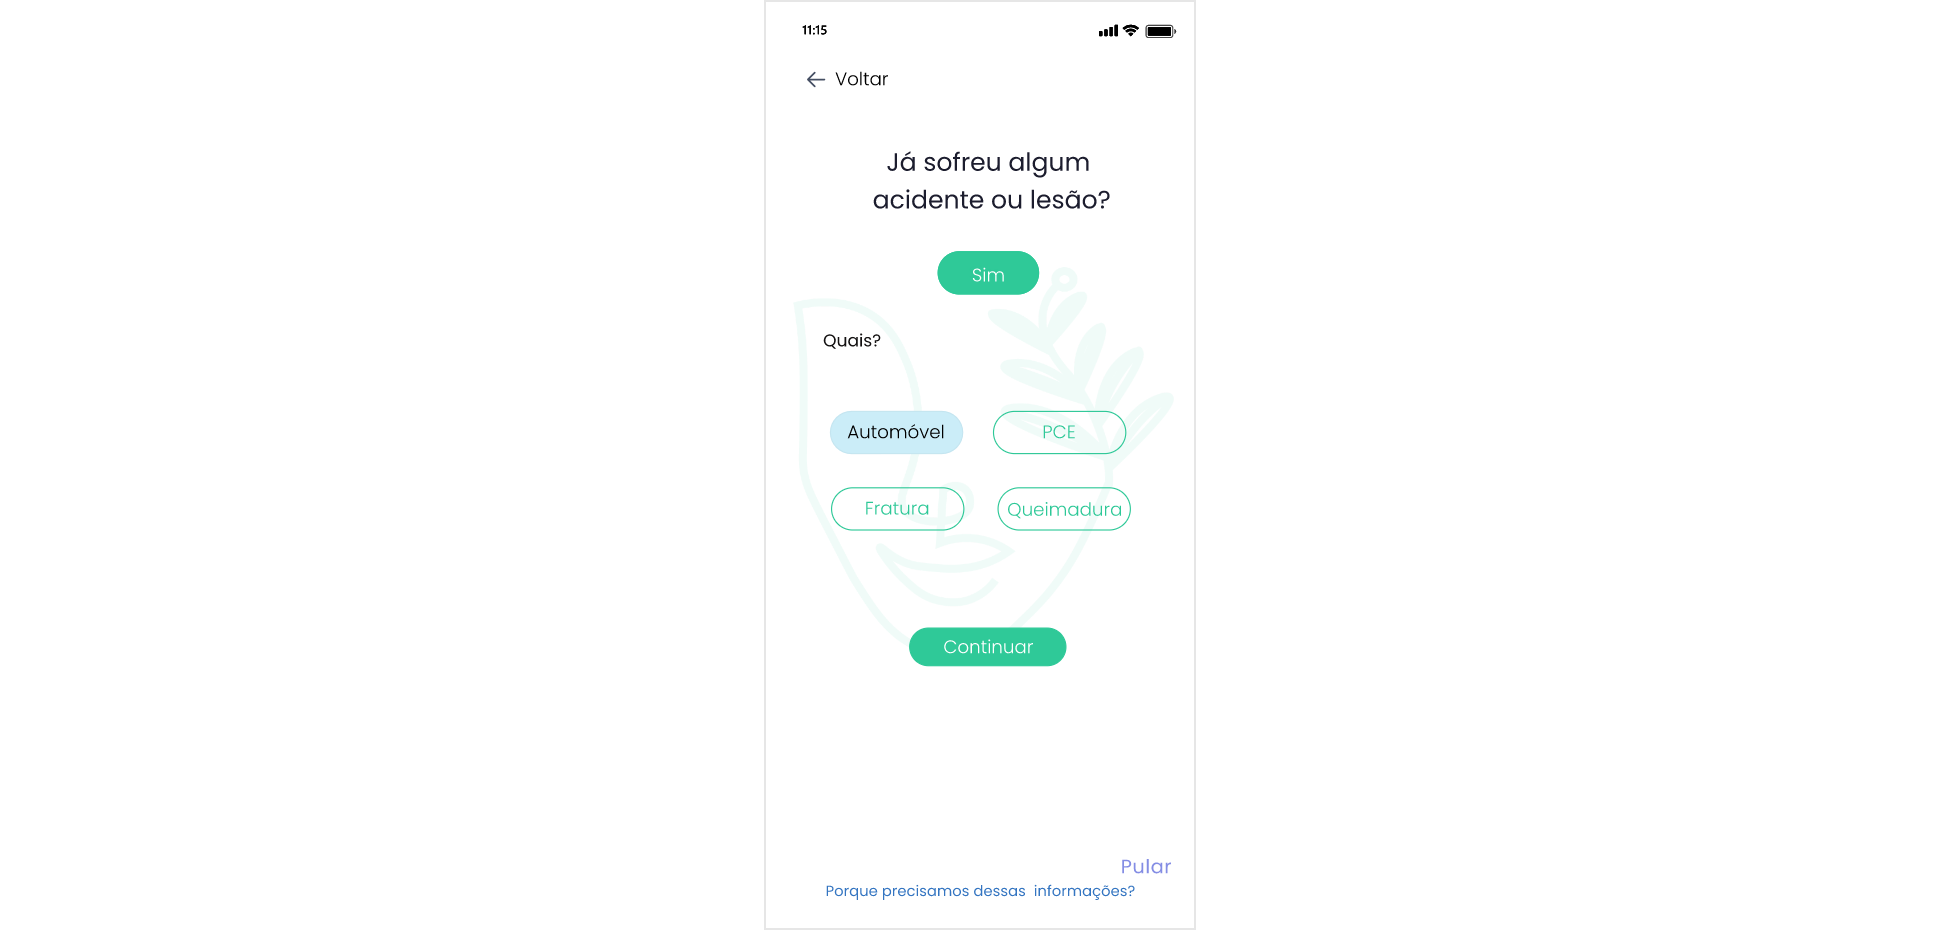 11:15
Voltar
Já sofreu algum
acidente ou lesão?
Sim
Quais?
Automóvel
PCE
Fratura
Queimadura
Continuar
Pular
Porque precisamos dessas informações?